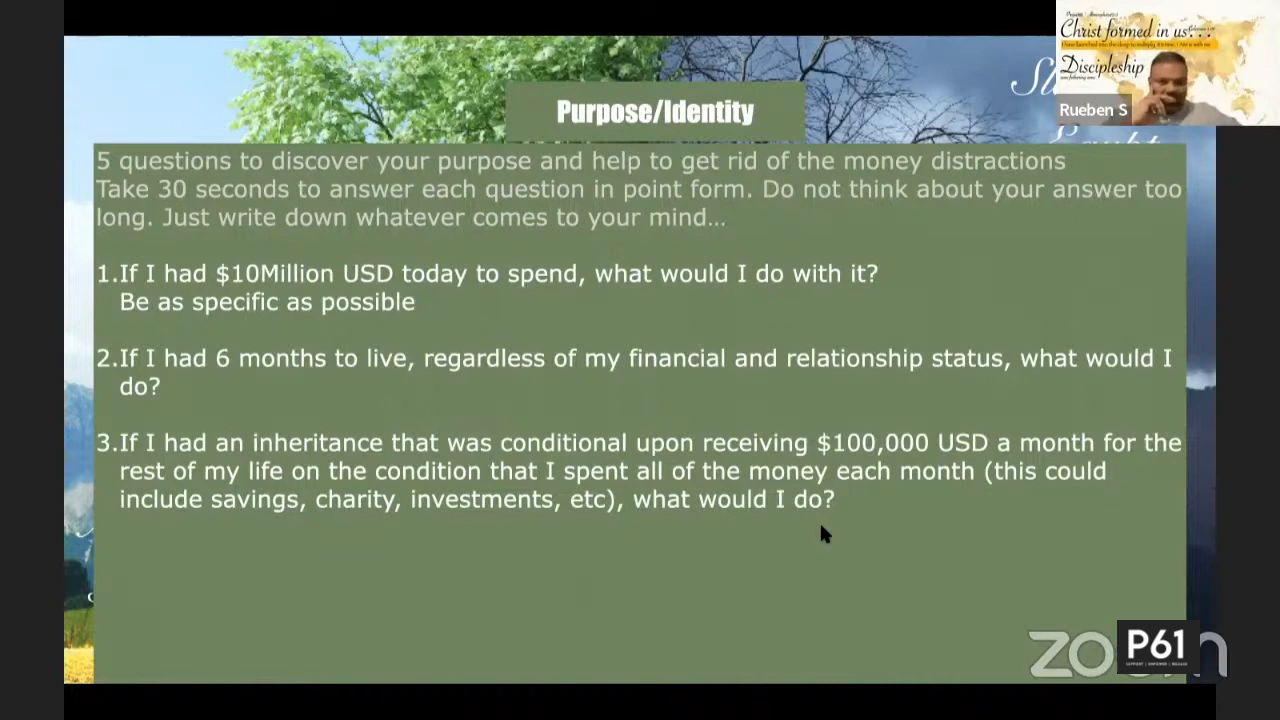 Christ formed in us...
Discipleship
Rueben S
Purpose/Identity
5 questions to discover your purpose and help to get rid of the money distractions
Take 30 seconds to answer each question in point form. Do not think about your answer too
long. Just write down whatever comes to your mind...
1.If I had $10Million USD today to spend, what would I do with it?
Be as specific as possible
2.If I had 6 months to live, regardless of my financial and relationship status, what would I
do?
3.If I had an inheritance that was conditional upon receiving $100,000 USD a month for the
rest of my life on the condition that I spent all of the money each month (this could
include savings, charity, investments, etc), what would I do?
zoom
P61